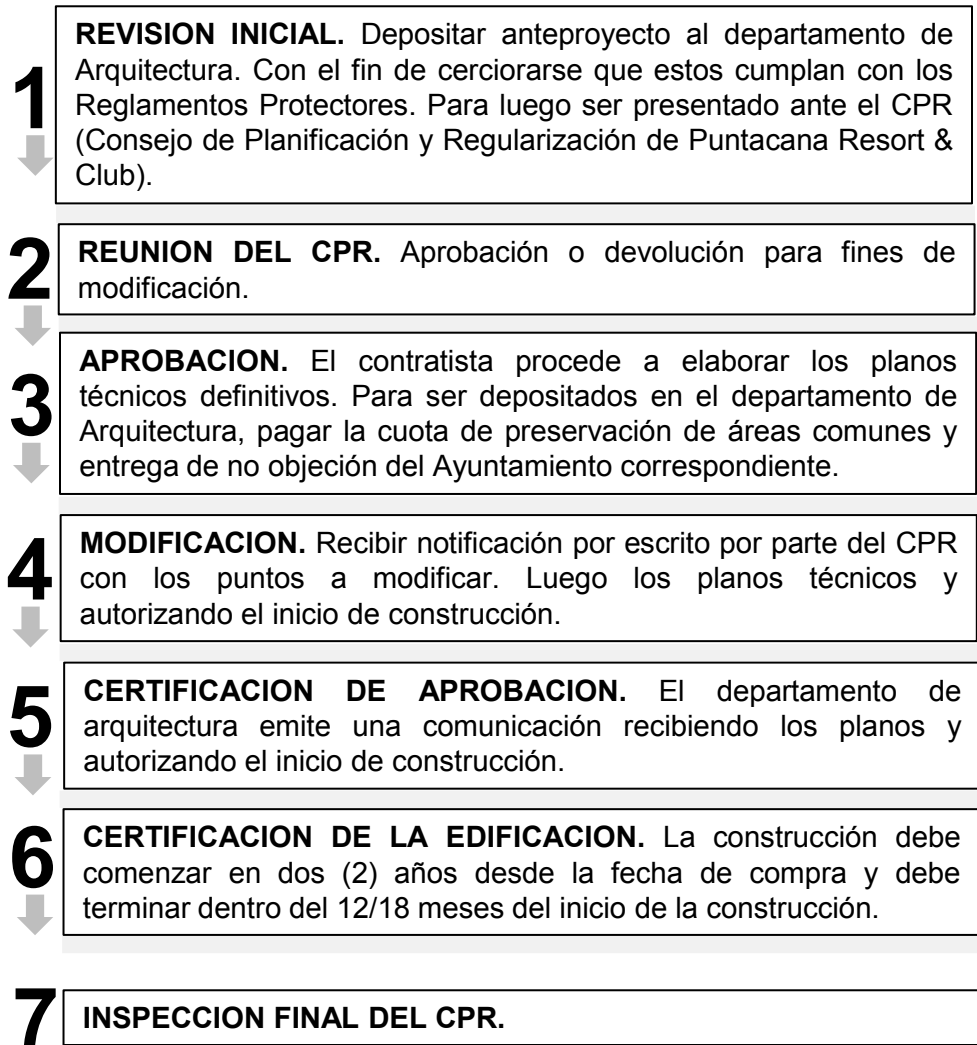 1
REVISION INICIAL. Depositar anteproyecto al departamento de
Arquitectura. Con el fin de cerciorarse que estos cumplan con los
Reglamentos Protectores. Para luego ser presentado ante el CPR
(Consejo de Planificación y Regularización de Puntacana Resort &
Club).
2
REUNION DEL CPR. Aprobación o devolución para fines de
modificación.
3
APROBACION. El contratista procede a elaborar los planos
técnicos definitivos. Para ser depositados en el departamento de
Arquitectura, pagar la cuota de preservación de áreas comunes y
entrega de no objeción del Ayuntamiento correspondiente.
4
MODIFICACION. Recibir notificación por escrito por parte del CPR
con los puntos a modificar. Luego los planos técnicos y
autorizando el inicio de construcción.
5
CERTIFICACION DE APROBACION. El departamento de
arquitectura emite una comunicación recibiendo los planos y
autorizando el inicio de construcción.
6
CERTIFICACION DE LA EDIFICACION. La construcción debe
comenzar en dos (2) años desde la fecha de compra y debe
terminar dentro del 12/18 meses del inicio de la construcción.
7
INSPECCION FINAL DEL CPR.